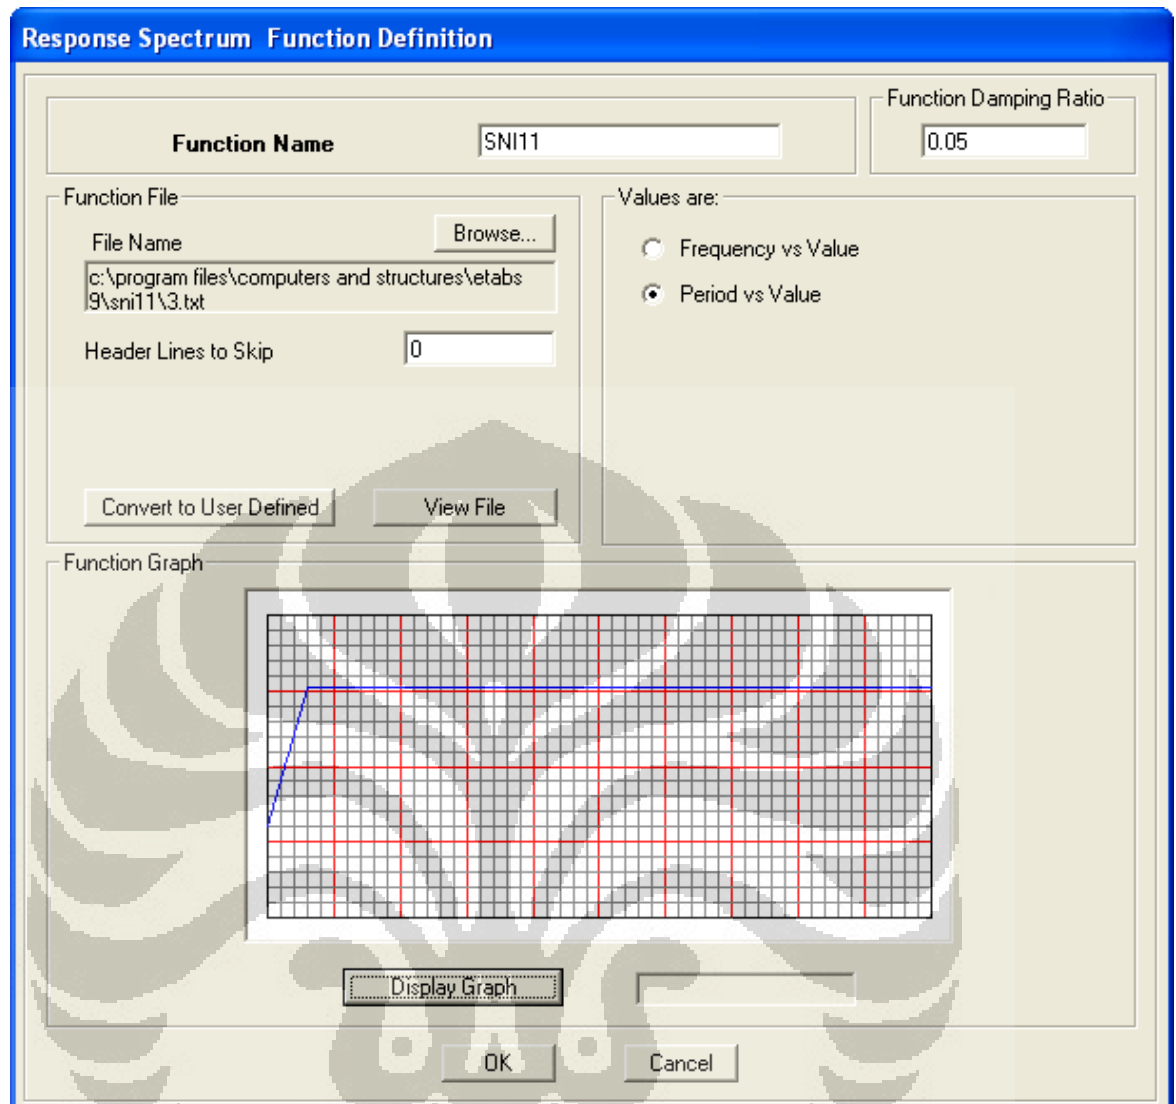 Response Spectrum Function Definition
Function Name
SNI11
Function Damping Ratio
0.05
Function File
File Name
Browse...
c:\program files\computers and structures\etabs
9\sni11\3.txt
Header Lines to Skip
0
Convert to User Defined
View File
Values are:
Frequency vs Value
Period vs Value
Function Graph
Display Graph
OK
Cancel